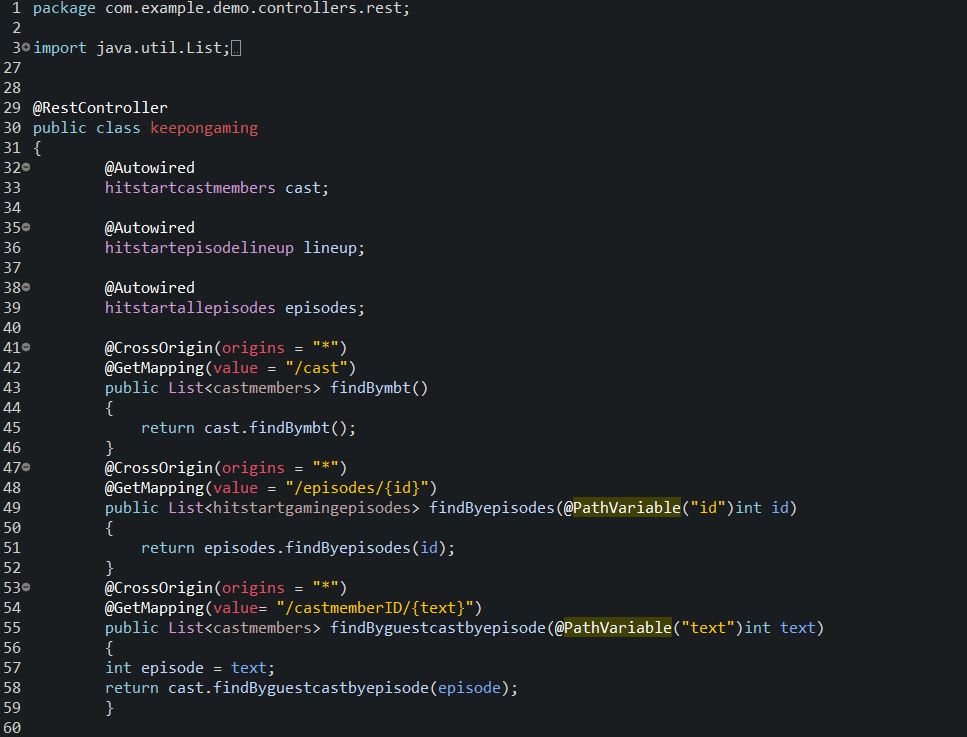 1 package com.example.demo.controllers.rest;
2
3 import java.util.List;
27
28
29 @RestController
30 public class keepongaming
31 {
32 @Autowired
33 hitstartcastmembers cast;
34
35 @Autowired
36 hitstartepisodelineup lineup;
37
38 @Autowired
39 hitstartallepisodes episodes;
40
41 @CrossOrigin(origins = "*")
42 @GetMapping(value = "/cast")
43 public List<castmembers> findBymbt()
44 {
45 return cast.findBymbt();
46 }
47 @CrossOrigin(origins = "*")
48 @GetMapping(value = "/episodes/{id}")
49 public List<hitstartgamingepisodes> findByepisodes(@PathVariable("id")int id)
50 {
51 return episodes.findByepisodes(id);
52 }
53 @CrossOrigin(origins = "*")
54 @GetMapping(value= "/castmemberID/{text}")
55 public List<castmembers> findByguestcastbyepisode(@PathVariable("text")int text)
56 {
57 int episode = text;
58 return cast.findByguestcastbyepisode(episode);
59 }
60